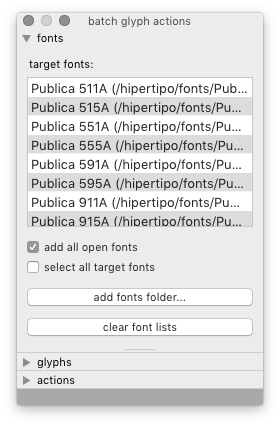 batch glyph actions
fonts
target fonts:
Publica 511A (/hipertipo/fonts/Pub...
Publica 515A (/hipertipo/fonts/Pu...
Publica 551A (/hipertipo/fonts/Pu...
Publica 555A (/hipertipo/fonts/Pu...
Publica 591A (/hipertipo/fonts/Pu...
Publica 595A (/hipertipo/fonts/Pu...
Publica 911A (/hipertipo/fonts/Pu...
Publica 915A (/hipertipo/fonts/Pu...
add all open fonts
select all target fonts
add fonts folder...
clear font lists
glyphs
actions